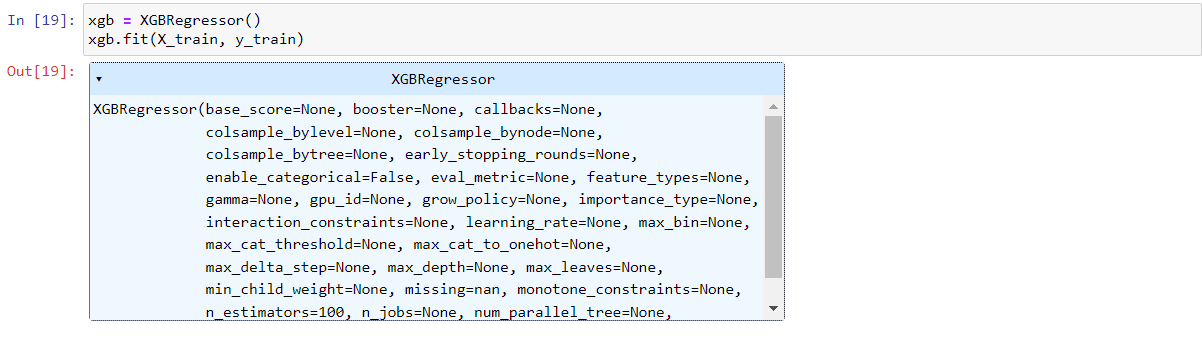 In [19]: xgb = XGBRegressor()
xgb.fit(X_train, y_train)
Out[19]:
▾ XGBRegressor
XGBRegressor(base_score=None, booster=None, callbacks=None,
colsample_bylevel=None, colsample_bynode=None,
colsample_bytree=None, early_stopping_rounds=None,
enable_categorical=False, eval_metric=None, feature_types=None,
gamma=None, gpu_id=None, grow_policy=None, importance_type=None,
interaction_constraints=None, learning_rate=None, max_bin=None,
max_cat_threshold=None, max_cat_to_onehot=None,
max_delta_step=None, max_depth=None, max_leaves=None,
min_child_weight=None, missing=nan, monotone_constraints=None,
n_estimators=100, n_jobs=None, num_parallel_tree=None,